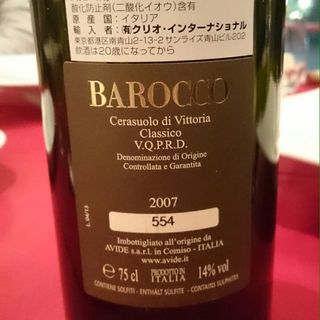 酸化防止剤(二酸化イオウ)含有
原産国：イタリア
輸入者：㈲クリオ・インターナショナル
東京都港区南青山2-13-2 サンライズ青山ビル202
飲酒は20歳になってから
BAROCCO
Cerasuolo di Vittoria
Classico
V.Q.P.R.D.
Denominazione di Origine
Controllata e Garantita
2007
554
L. 04/13
Imbottigliato all'origine da
AVIDE s.a.r.l. in Comiso - ITALIA
www.avide.it
e 75 cl PRODOTTO IN ITALIA 14% vol
CONTIENE SOLFITI - ENTHÄLT SULFITE - CONTAINS SULPHITES